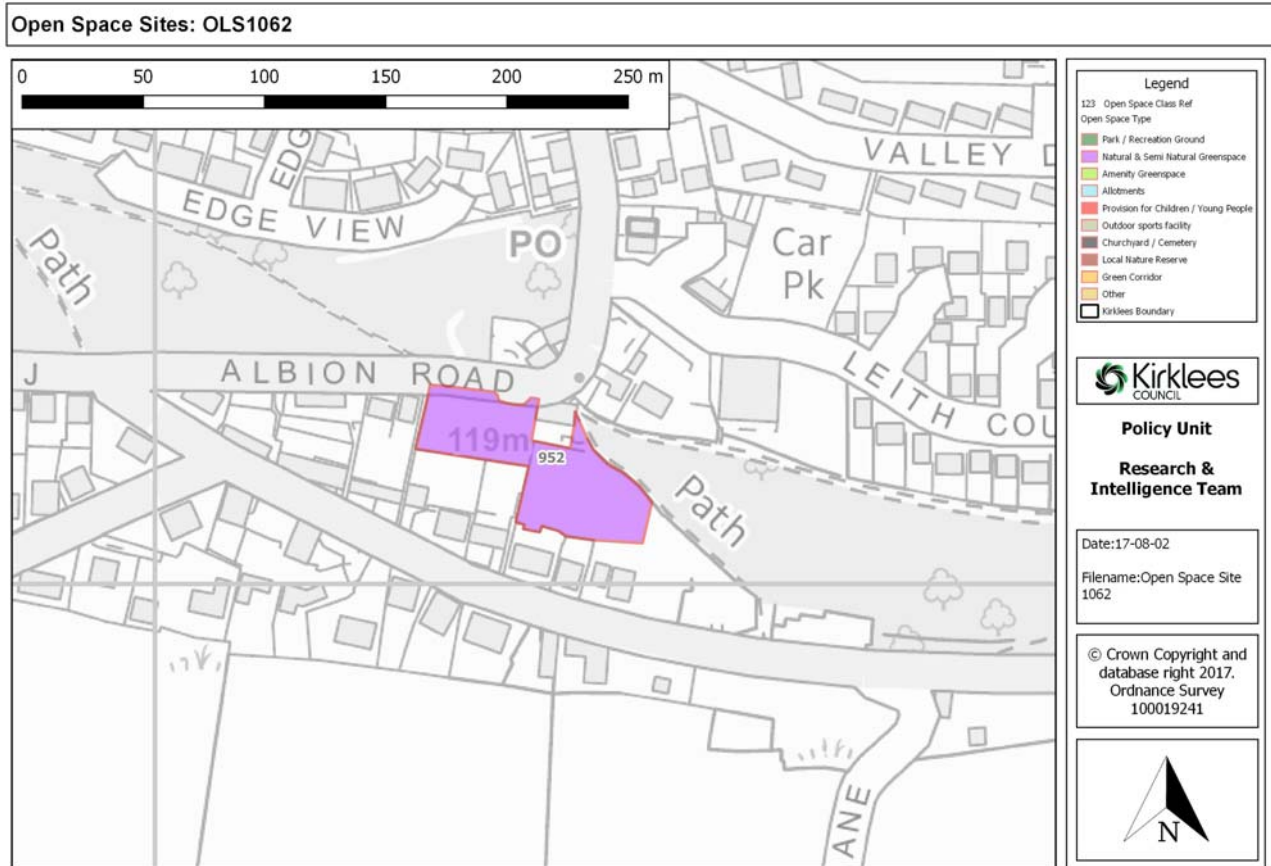 Open Space Sites: OLS1062
0 50 100 150 200 250 m
EDG
VALLEY D
EDGE VIEW
PO
Path
Car
Pk
J
ALBION ROAD
LEITH COU
119m
952
Path
ANE
Legend
123 Open Space Class Ref
Open Space Type
Park / Recreation Ground
Natural & Semi Natural Greenspace
Amenity Greenspace
Allotments
Provision for Children / Young People
Outdoor sports facility
Churchyard / Cemetery
Local Nature Reserve
Green Corridor
Other
Kirklees Boundary
Kirklees
COUNCIL
Policy Unit
Research &
Intelligence Team
Date:17-08-02
Filename:Open Space Site
1062
© Crown Copyright and
database right 2017.
Ordnance Survey
100019241
N